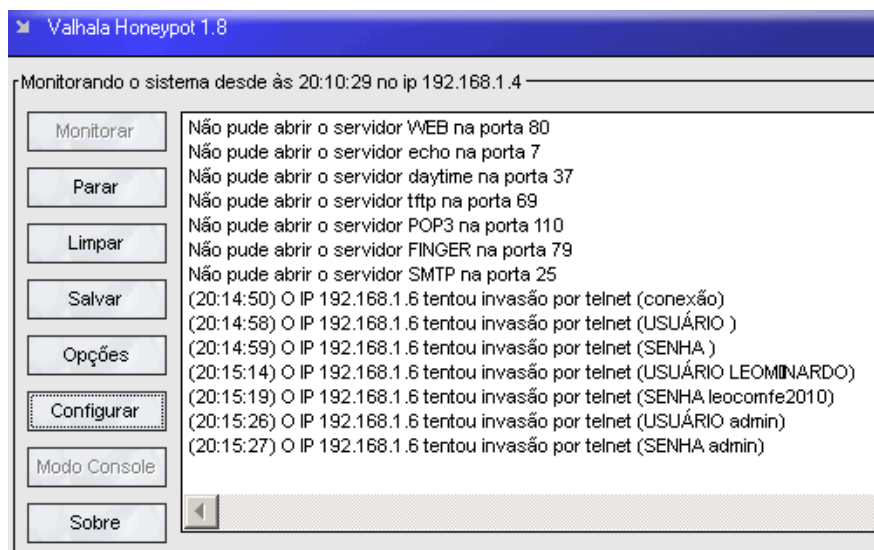 Valhala Honeypot 1.8
Monitorando o sistema desde às 20:10:29 no ip 192.168.1.4
Monitorar
Parar
Limpar
Salvar
Opções
Configurar
Modo Console
Sobre
Não pude abrir o servidor WEB na porta 80
Não pude abrir o servidor echo na porta 7
Não pude abrir o servidor daytime na porta 37
Não pude abrir o servidor tftp na porta 69
Não pude abrir o servidor POP3 na porta 110
Não pude abrir o servidor FINGER na porta 79
Não pude abrir o servidor SMTP na porta 25
(20:14:50) O IP 192.168.1.6 tentou invasão por telnet (conexão)
(20:14:58) O IP 192.168.1.6 tentou invasão por telnet (USUÁRIO )
(20:14:59) O IP 192.168.1.6 tentou invasão por telnet (SENHA )
(20:15:14) O IP 192.168.1.6 tentou invasão por telnet (USUÁRIO
(20:15:19) O IP 192.168.1.6 tentou invasão por telnet (SENHA leocomfe2010)
(20:15:26) O IP 192.168.1.6 tentou invasão por telnet (USUÁRIO admin)
(20:15:27) O IP 192.168.1.6 tentou invasão por telnet (SENHA admin)